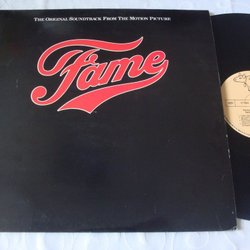 THE ORIGINAL SOUNDTRACK FROM THE MOTION PICTURE
Fame